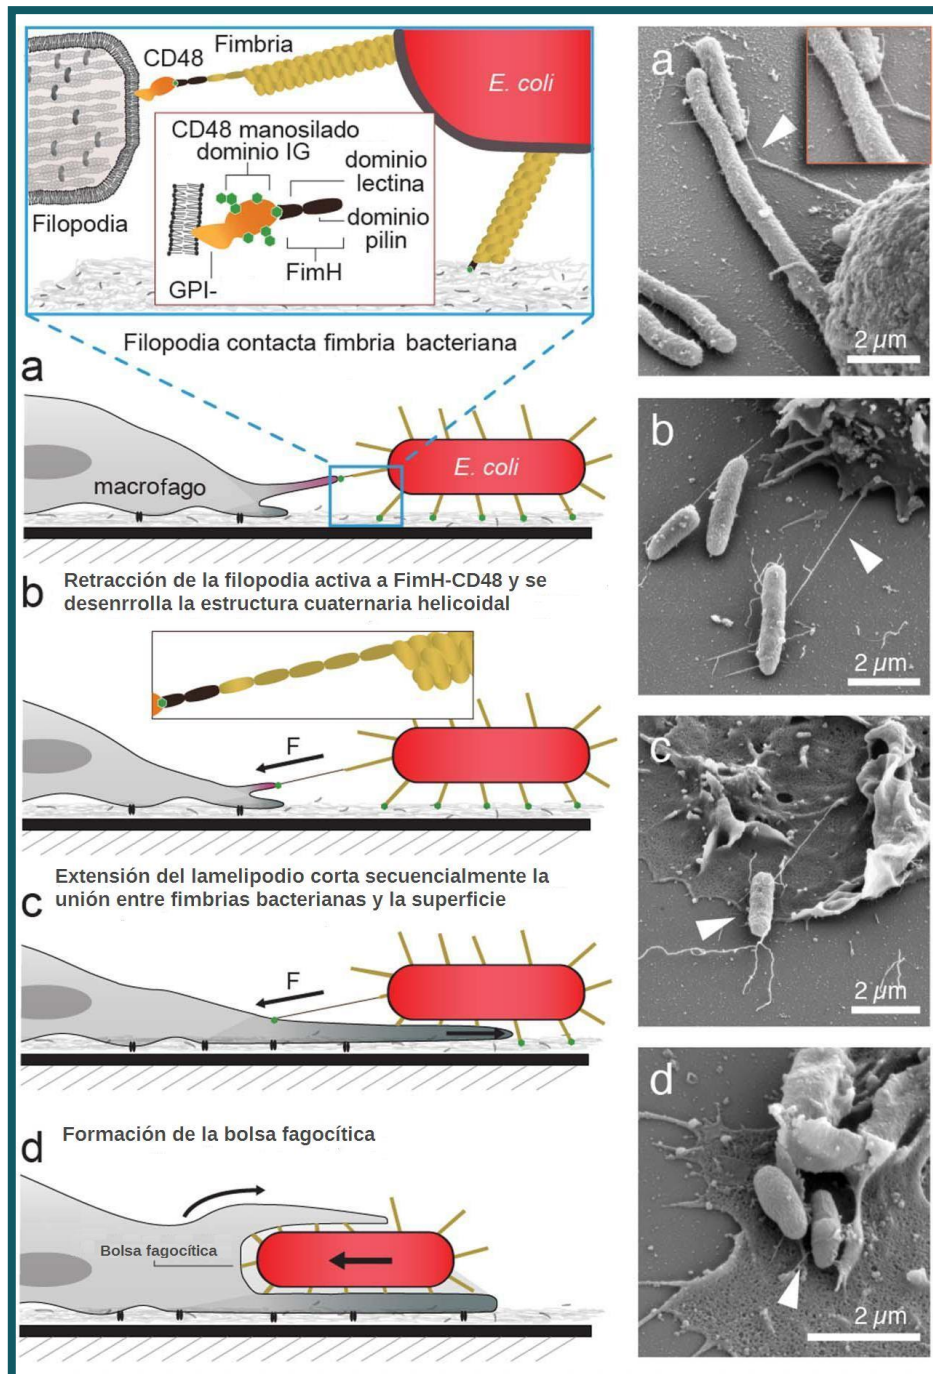 CD48
Fimbria
E. coli
CD48 manosilado
dominio IG
dominio
lectina
dominio
pilin
FimH
GPI-
Filopodia
Filopodia contacta fimbria bacteriana
a
macrofago
E. coli
b
Retracción de la filopodia activa a FimH-CD48 y se
desenrrolla la estructura cuaternaria helicoidal
F
c
Extensión del lamelipodio corta secuencialmente la
unión entre fimbrias bacterianas y la superficie
F
d
Formación de la bolsa fagocítica
Bolsa fagocítica
a
2 µm
b
2 µm
c
2 µm
d
2 µm